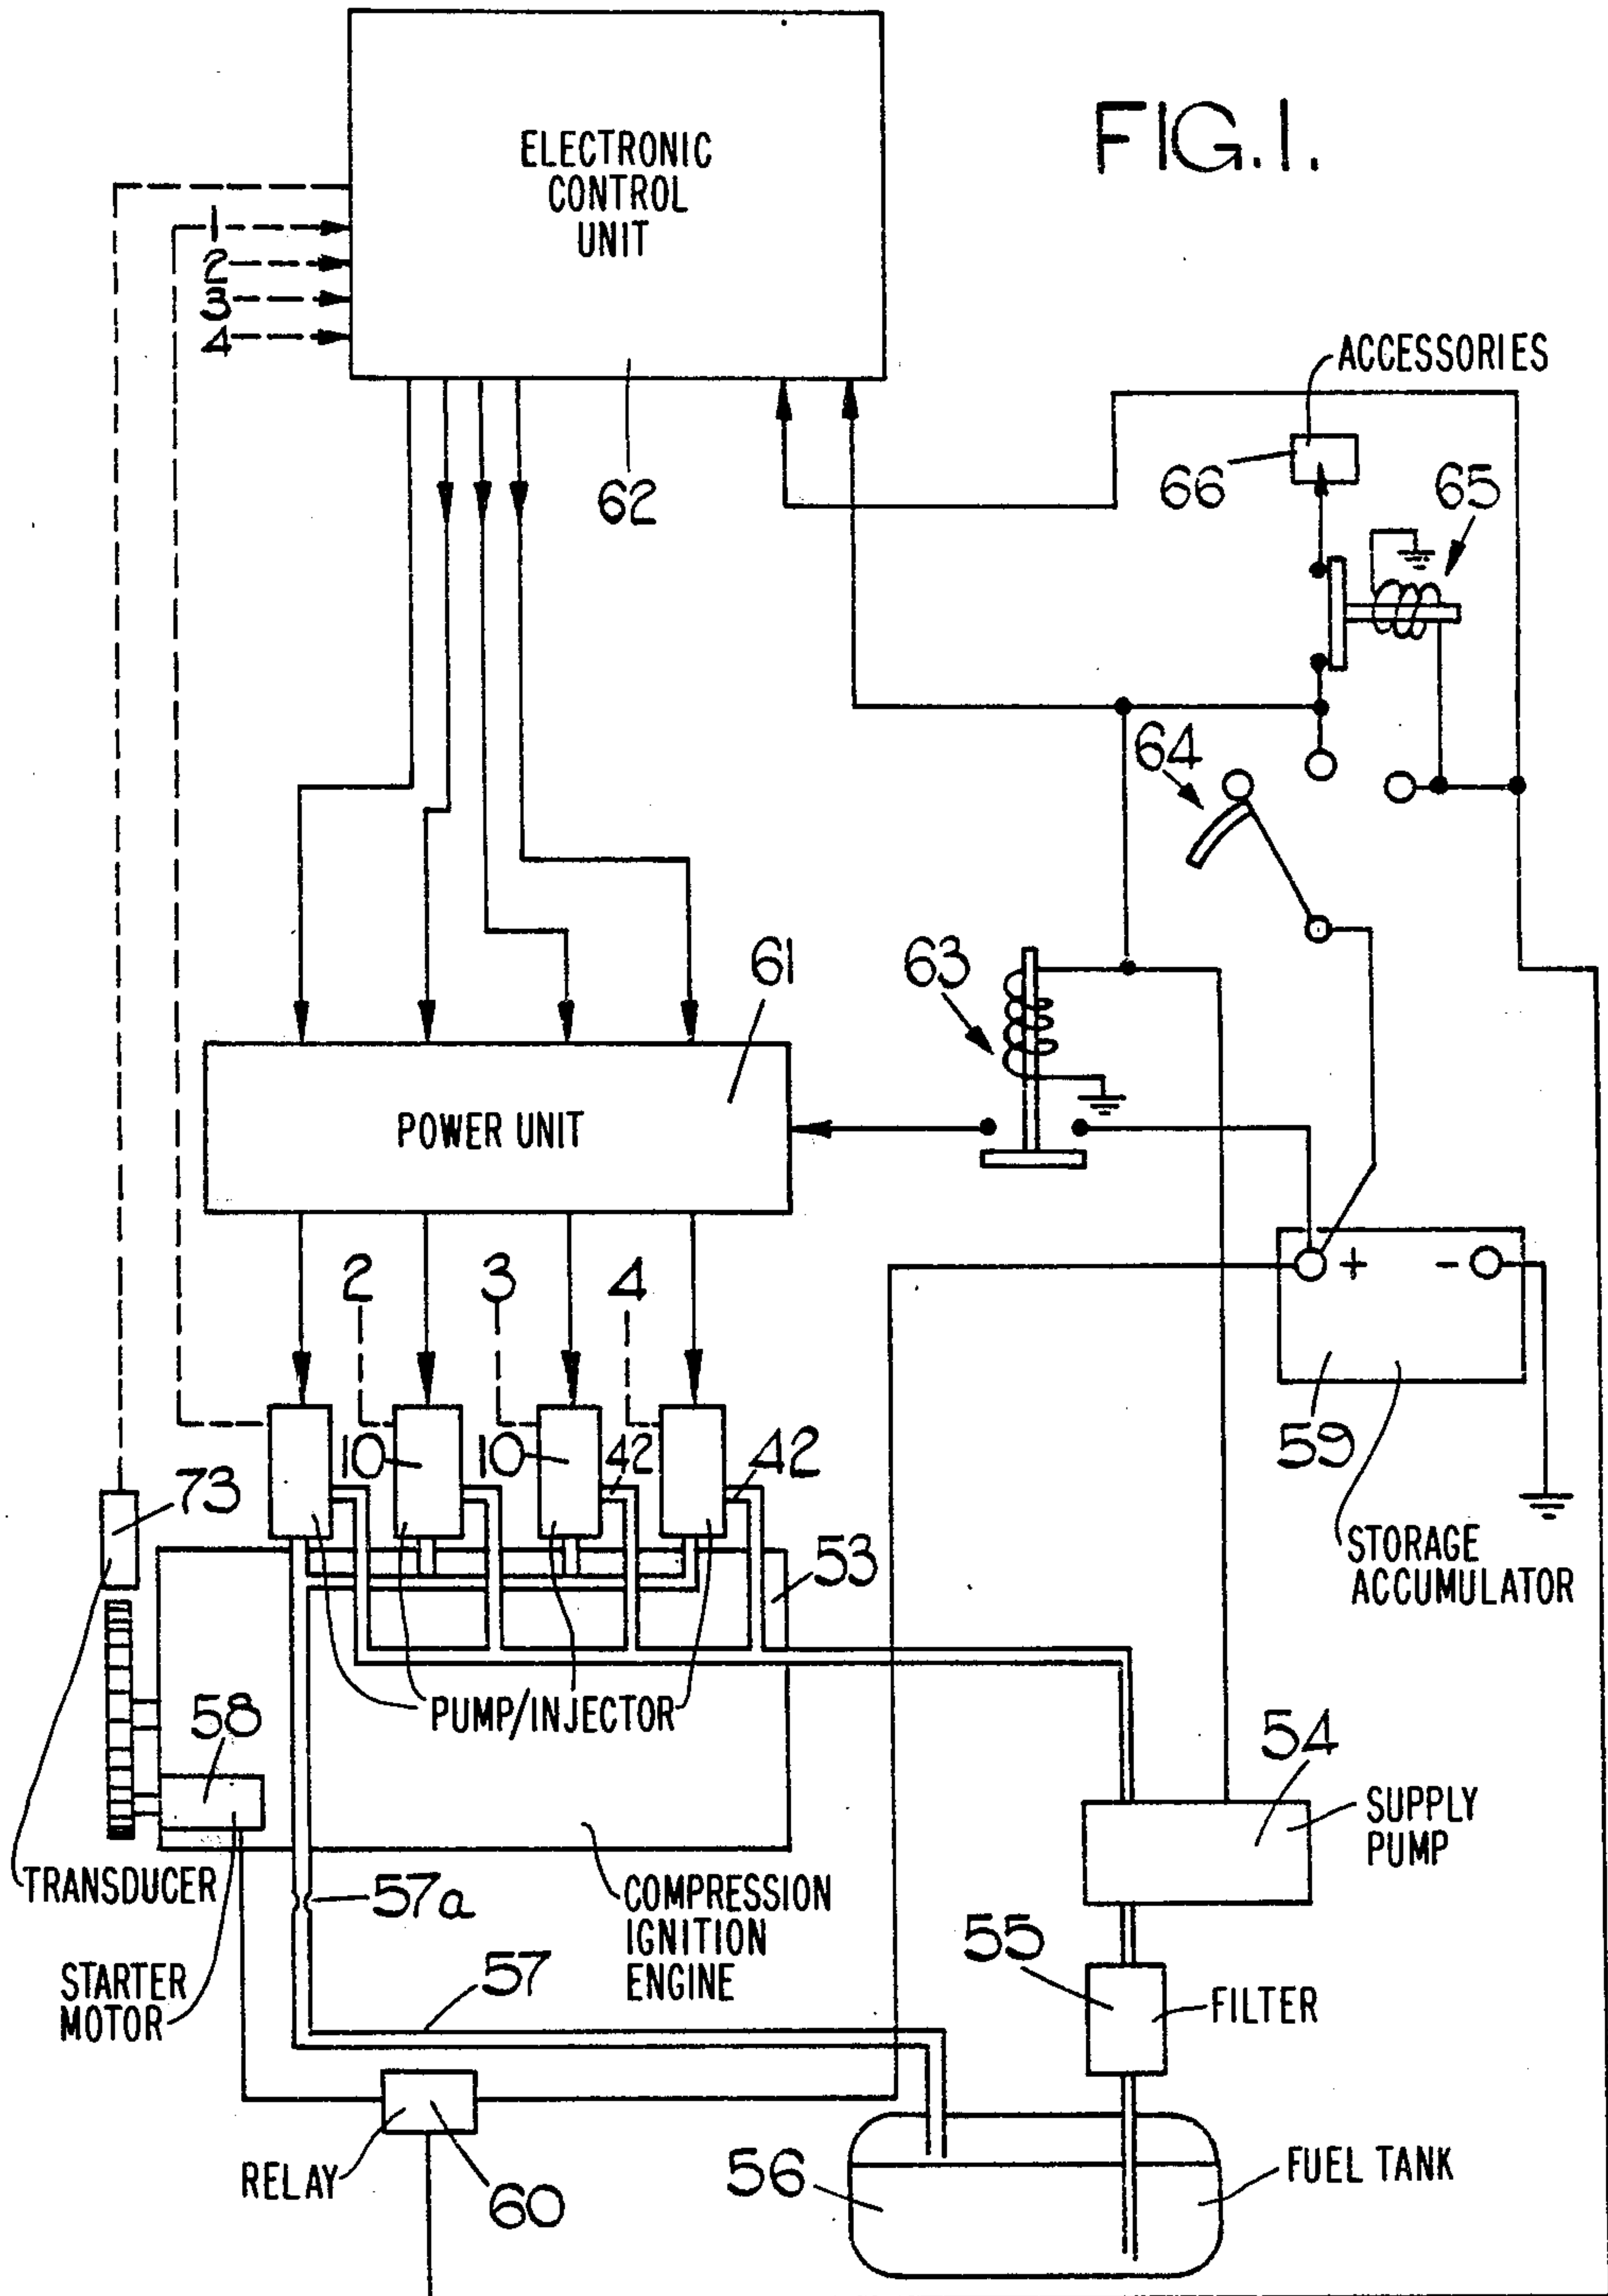 FIG.1.
ELECTRONIC
CONTROL
UNIT
1
2
3
4
62
ACCESSORIES
66
65
64
63
61
POWER UNIT
2
3
4
10
10
42
42
59
STORAGE
ACCUMULATOR
73
53
PUMP/INJECTOR
58
54
SUPPLY
PUMP
TRANSDUCER
57a
COMPRESSION
IGNITION
ENGINE
55
FILTER
STARTER
MOTOR
57
RELAY
60
56
FUEL TANK
+
-